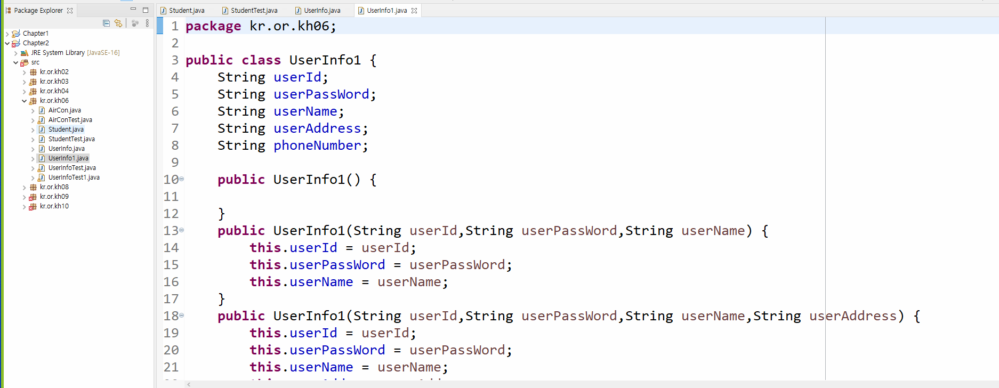 Package Explorer
Chapter1
Chapter2
JRE System Library [JavaSE-16]
src
kr.or.kh02
kr.or.kh03
kr.or.kh04
kr.or.kh06
AirCon.java
AirConTest.java
Student.java
StudentTest.java
UserInfo.java
UserInfo1.java
UserInfoTest.java
UserInfoTest1.java
kr.or.kh08
kr.or.kh09
kr.or.kh10
Student.java StudentTest.java UserInfo.java UserInfo1.java
1 package kr.or.kh06;
2
3 public class UserInfo1 {
4 String userId;
5 String userPassWord;
6 String userName;
7 String userAddress;
8 String phoneNumber;
9
10 public UserInfo1() {
11
12 }
13 public UserInfo1(String userId,String userPassWord,String userName) {
14 this.userId = userId;
15 this.userPassWord = userPassWord;
16 this.userName = userName;
17 }
18 public UserInfo1(String userId,String userPassWord,String userName,String userAddress) {
19 this.userId = userId;
20 this.userPassWord = userPassWord;
21 this.userName = userName;